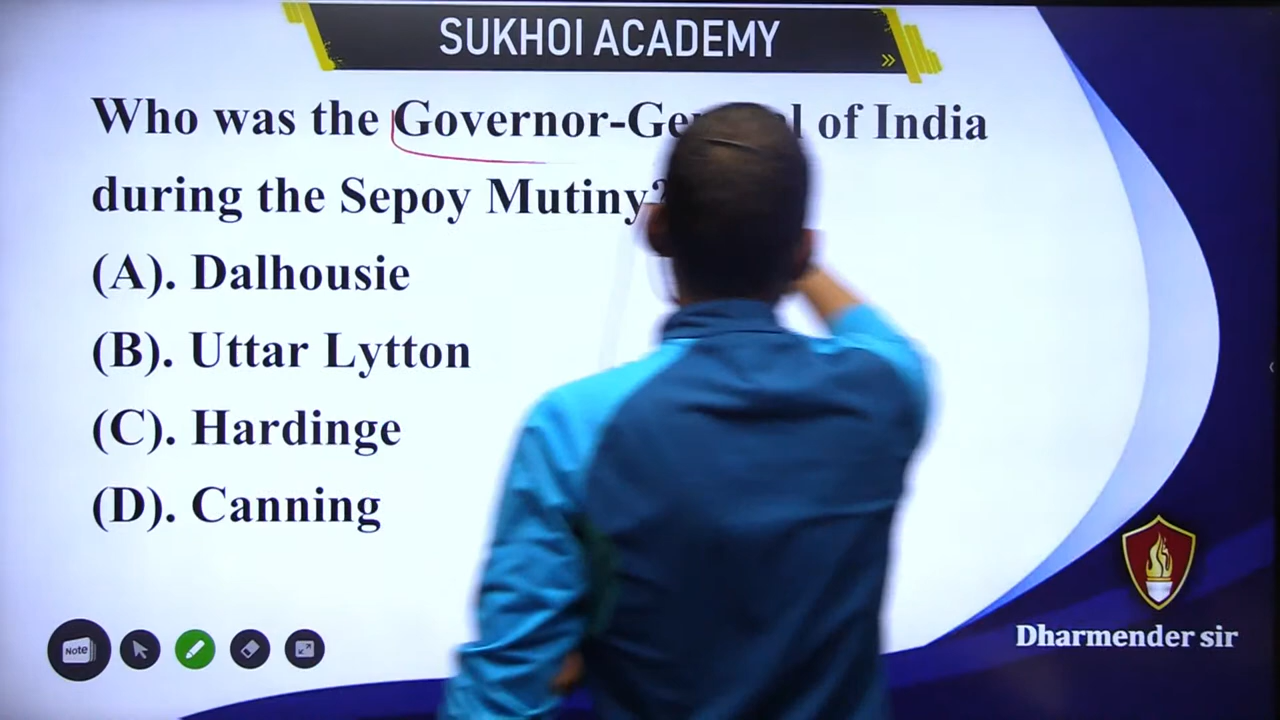 SUKHOI ACADEMY
Who was the Governor-General of India
during the Sepoy Mutiny?
(A). Dalhousie
(B). Uttar Lytton
(C). Hardinge
(D). Canning
Note
Dharmender sir